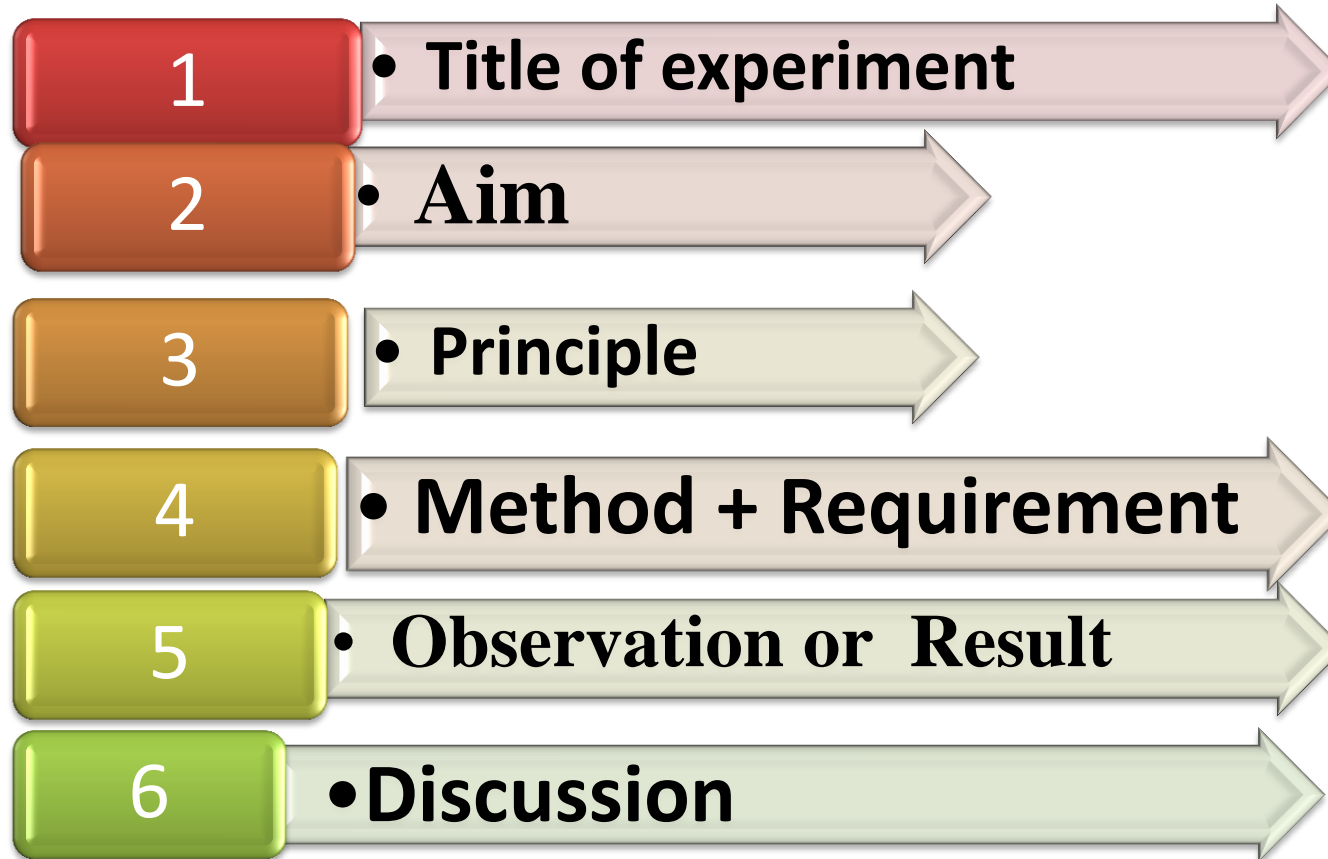 1 • Title of experiment
2 • Aim
3 • Principle
4 • Method + Requirement
5 • Observation or Result
6 •Discussion